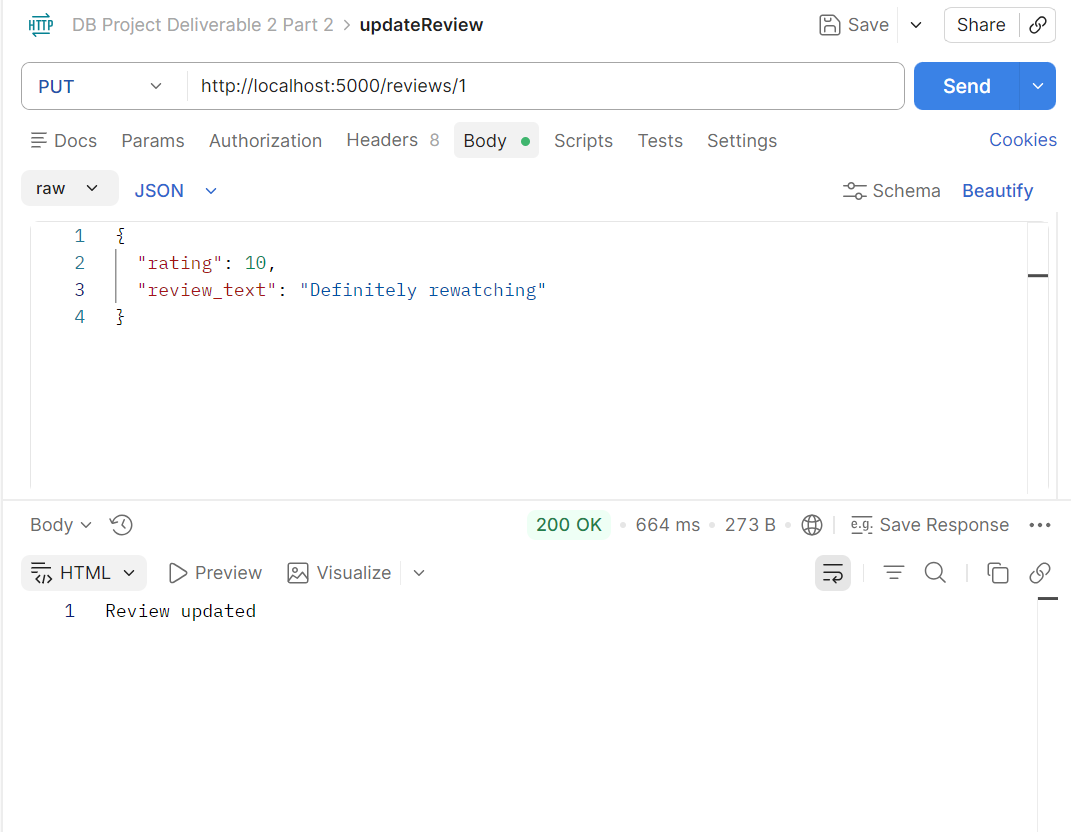 HTTP DB Project Deliverable 2 Part 2 > updateReview Save Share
PUT http://localhost:5000/reviews/1 Send
Docs Params Authorization Headers 8 Body Scripts Tests Settings Cookies
raw JSON Schema Beautify
1 {
2 "rating": 10,
3 "review_text": "Definitely rewatching"
4 }
Body 200 OK • 664 ms • 273 B • e.g. Save Response
HTML Preview Visualize
1 Review updated